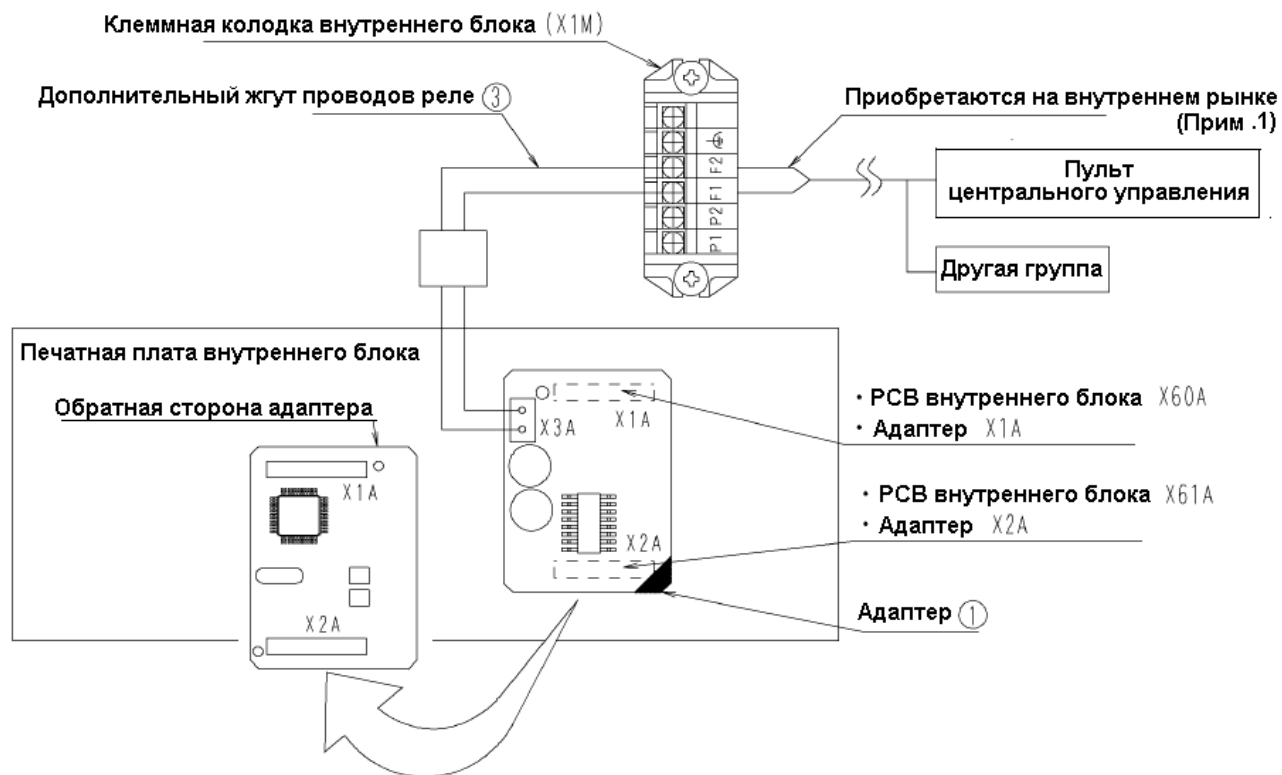 Клеммная колодка внутреннего блока (X1M)
Дополнительный жгут проводов реле ③
Приобретаются на внутреннем рынке
(Прим .1)
F2
F1
P2
P1
Пульт
центрального управления
Другая группа
Печатная плата внутреннего блока
Обратная сторона адаптера
X1A
X2A
X3A
X1A
X2A
· PCB внутреннего блока X60A
· Адаптер X1A
· PCB внутреннего блока X61A
· Адаптер X2A
Адаптер ①